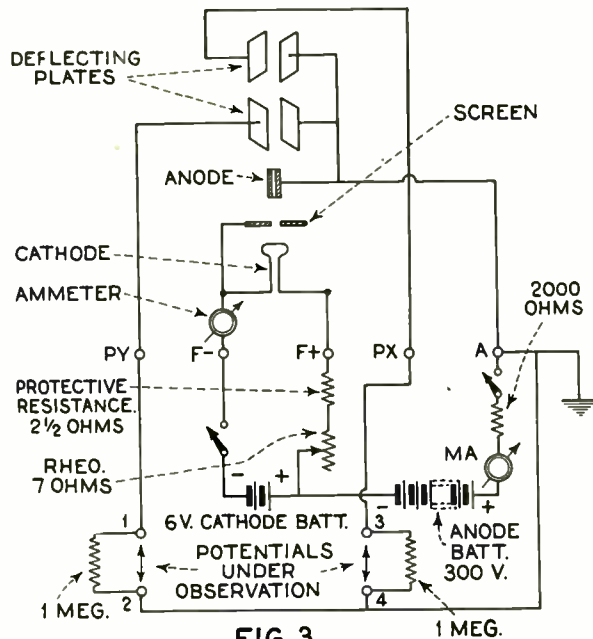 DEFLECTING
PLATES
SCREEN
ANODE
CATHODE
AMMETER
2000
OHMS
PY
F-
F+
PX
A
PROTECTIVE
RESISTANCE.
2½ OHMS
RHEO.
7 OHMS
MA
-
+
-
+
1
6 V. CATHODE BATT.
3
ANODE
BATT.
300 V.
POTENTIALS
UNDER
OBSERVATION
1 MEG.
2
4
1 MEG.
FIG. 3